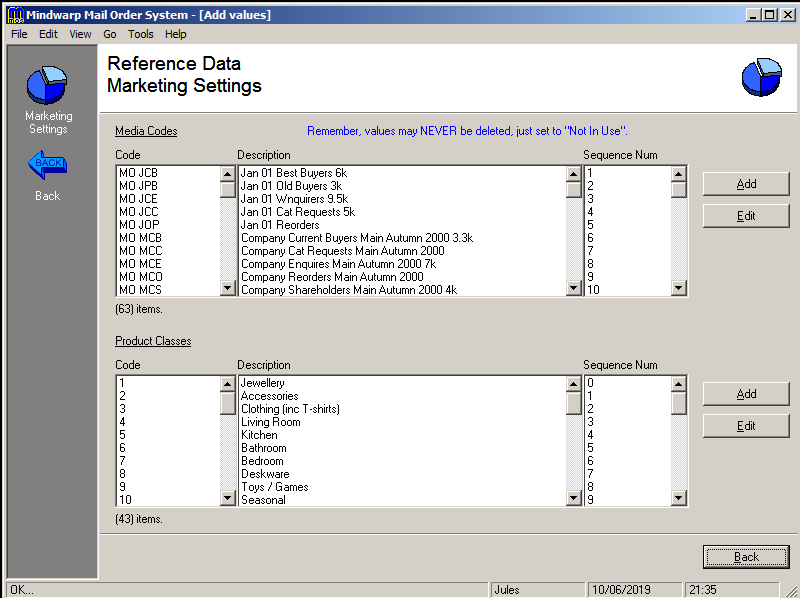 Mindwarp Mail Order System - [Add values]
File Edit View Go Tools Help
Reference Data
Marketing Settings
Marketing
Settings
BACK
Back
Media Codes
Remember, values may NEVER be deleted, just set to "Not In Use".
Code Description Sequence Num
MO JCB Jan 01 Best Buyers 6k 1
MO JPB Jan 01 Old Buyers 3k 2
MO JCE Jan 01 Wnquirers 9.5k 3
MO JCC Jan 01 Cat Requests 5k 4
MO JOP Jan 01 Reorders 5
MO MCB Company Current Buyers Main Autumn 2000 3.3k 6
MO MCC Company Cat Requests Main Autumn 2000 7
MO MCE Company Enquires Main Autumn 2000 7k 8
MO MCO Company Reorders Main Autumn 2000 9
MO MCS Company Shareholders Main Autumn 2000 4k 10
Add
Edit
(63) items.
Product Classes
Code Description Sequence Num
1 Jewellery 0
2 Accessories 1
3 Clothing (inc T-shirts) 2
4 Living Room 3
5 Kitchen 4
6 Bathroom 5
7 Bedroom 6
8 Deskware 7
9 Toys / Games 8
10 Seasonal 9
Add
Edit
(43) items.
Back
OK... Jules 10/06/2019 21:35